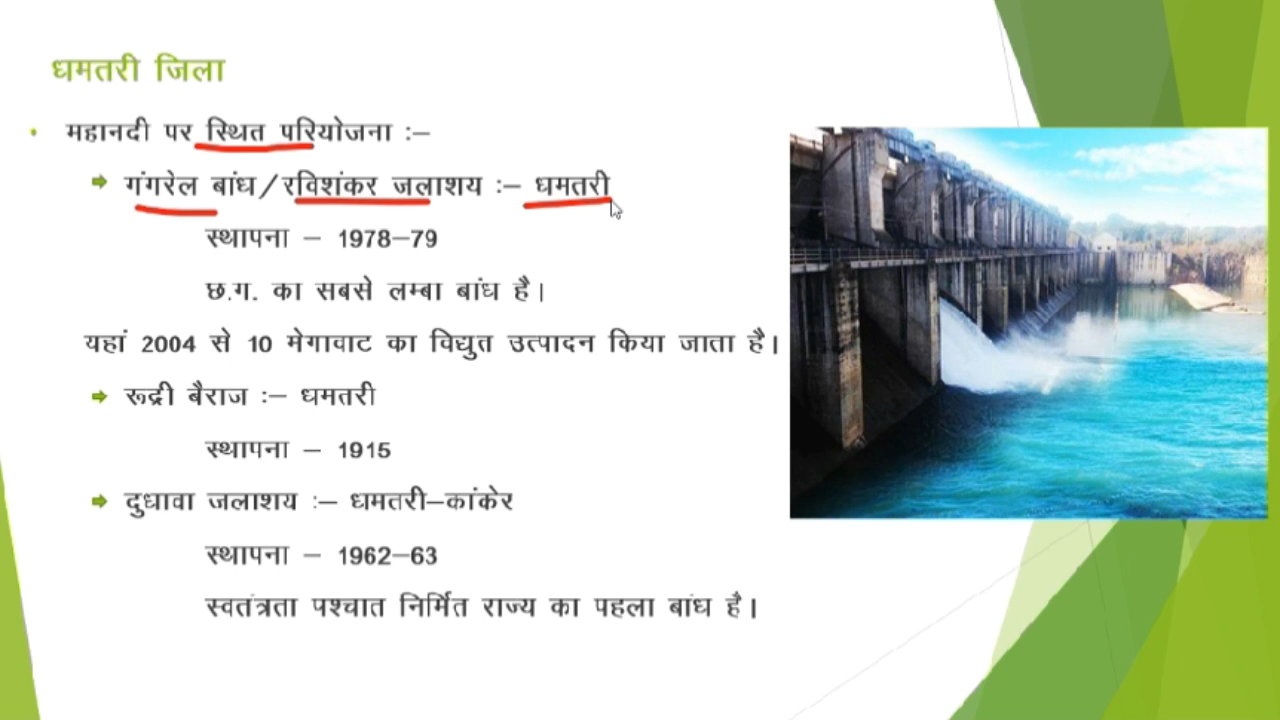 धमतरी जिला
महानदी पर स्थित परियोजना :–
गंगरेल बांध/रविशंकर जलाशय :– धमतरी
स्थापना – 1978–79
छ.ग. का सबसे लम्बा बांध है।
यहां 2004 से 10 मेगावाट का विद्युत उत्पादन किया जाता है।
रूद्री बैराज :– धमतरी
स्थापना – 1915
दुधावा जलाशय :– धमतरी–कांकेर
स्थापना – 1962–63
स्वतंत्रता पश्चात निर्मित राज्य का पहला बांध है।